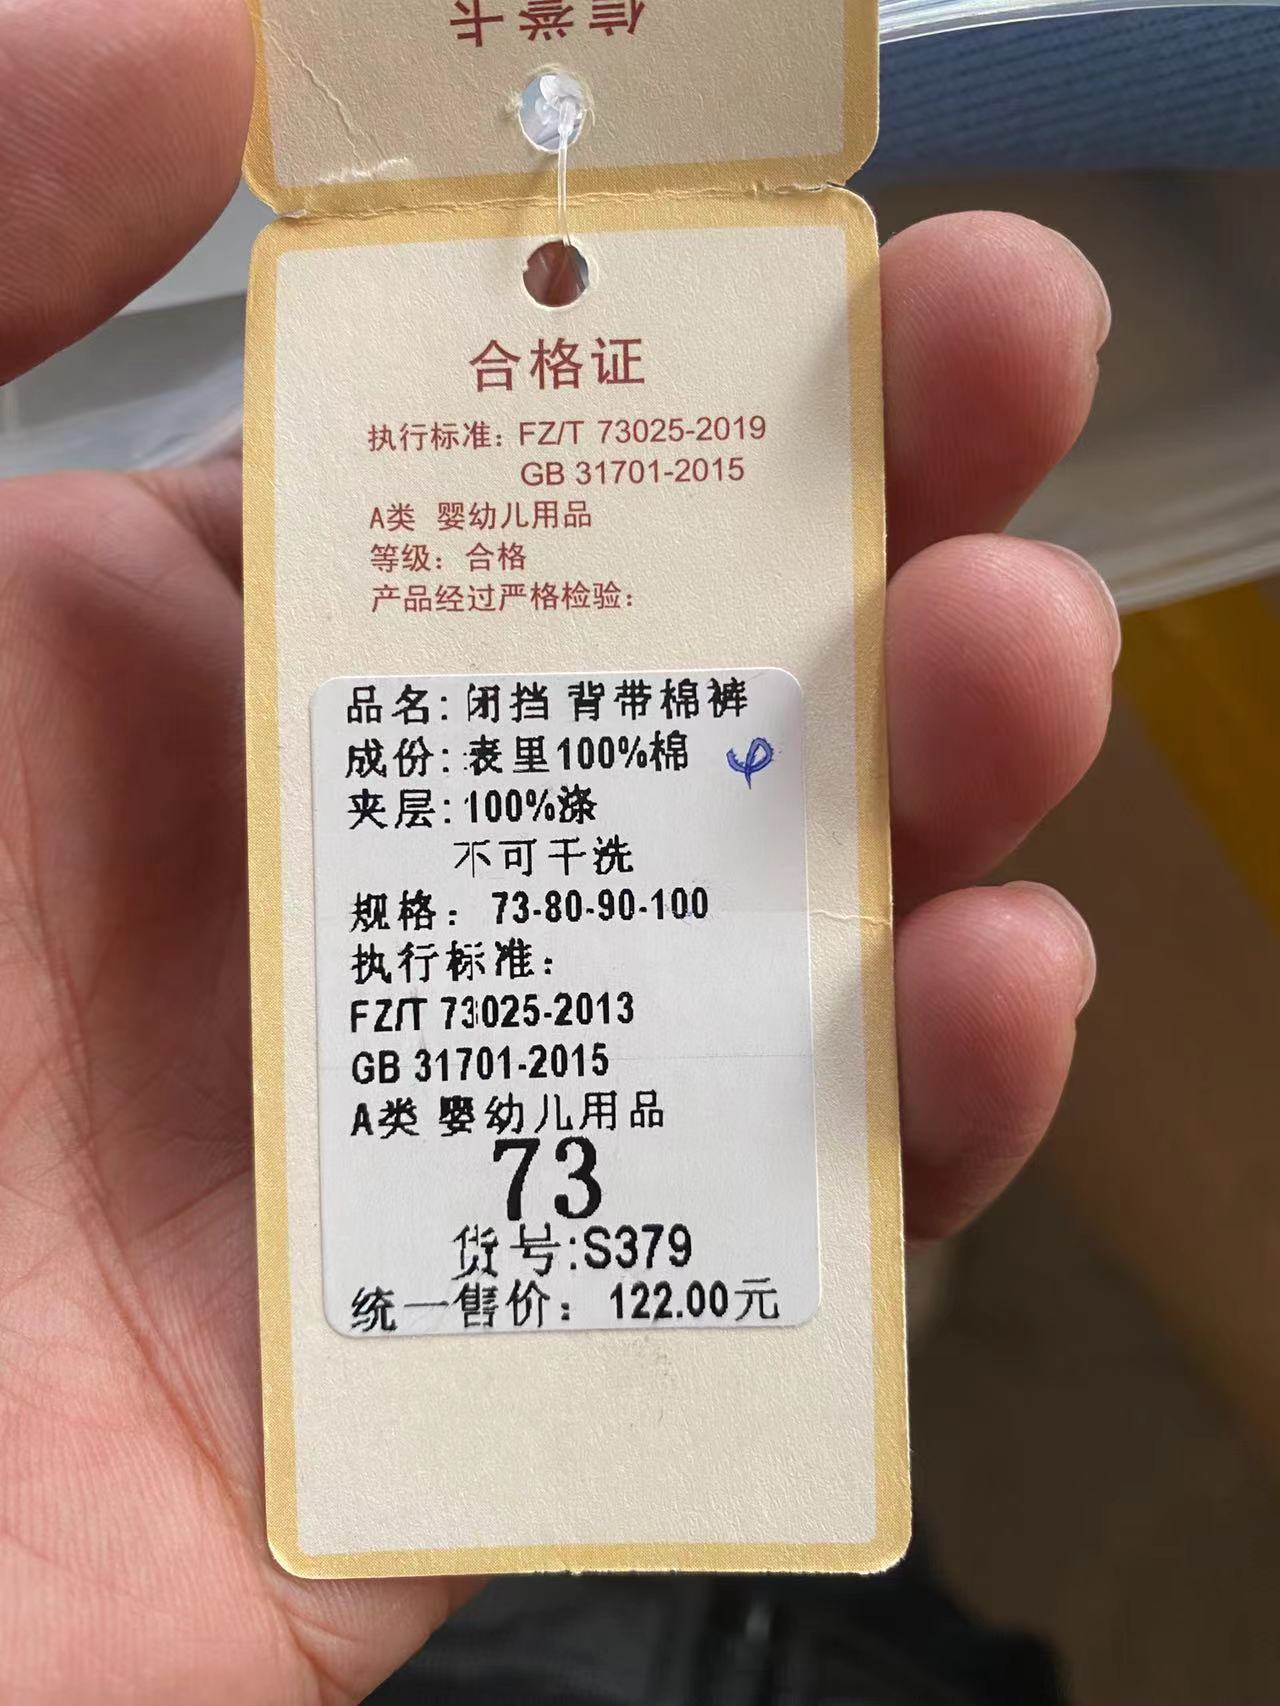 信誉卡
合格证
执行标准：FZ/T 73025-2019
GB 31701-2015
A类 婴幼儿用品
等级：合格
产品经过严格检验：
品名：闭挡 背带棉裤
成份：表里100%棉
夹层：100%涤
不可干洗
规格： 73-80-90-100
执行标准：
FZ/T 73025-2013
GB 31701-2015
A类 婴幼儿用品
73
货号:S379
统一售价： 122.00元